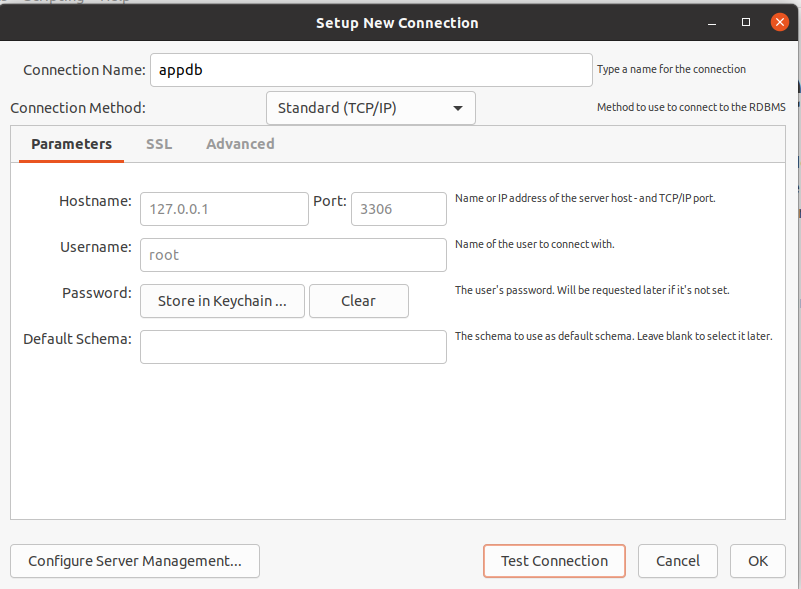 Scripting Help
Setup New Connection
Connection Name: appdb Type a name for the connection
Connection Method: Standard (TCP/IP) Method to use to connect to the RDBMS
Parameters SSL Advanced
Hostname: 127.0.0.1 Port: 3306 Name or IP address of the server host - and TCP/IP port.
Username: root Name of the user to connect with.
Password: Store in Keychain ... Clear The user's password. Will be requested later if it's not set.
Default Schema: The schema to use as default schema. Leave blank to select it later.
Configure Server Management... Test Connection Cancel OK